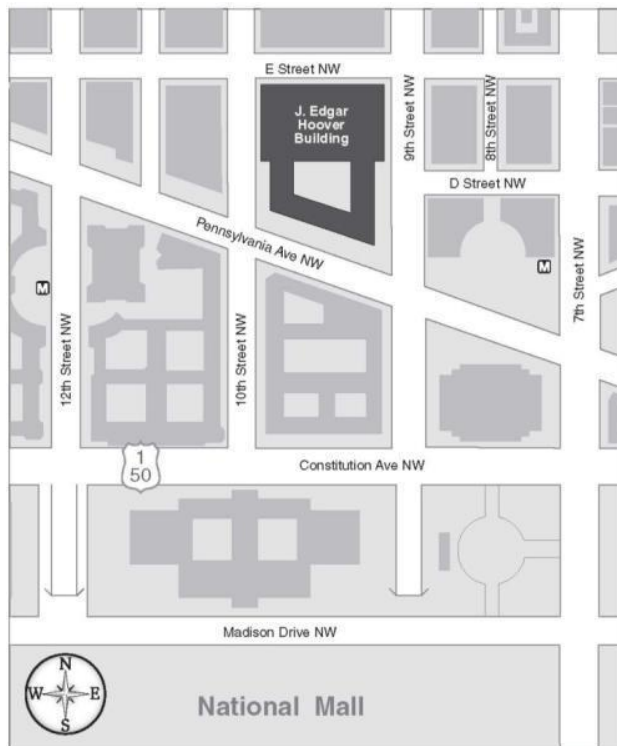 E Street NW
J. Edgar
Hoover
Building
9th Street NW
8th Street NW
D Street NW
Pennsylvania Ave NW
M
M
12th Street NW
10th Street NW
7th Street NW
1
50
Constitution Ave NW
Madison Drive NW
N
W
E
S
National Mall